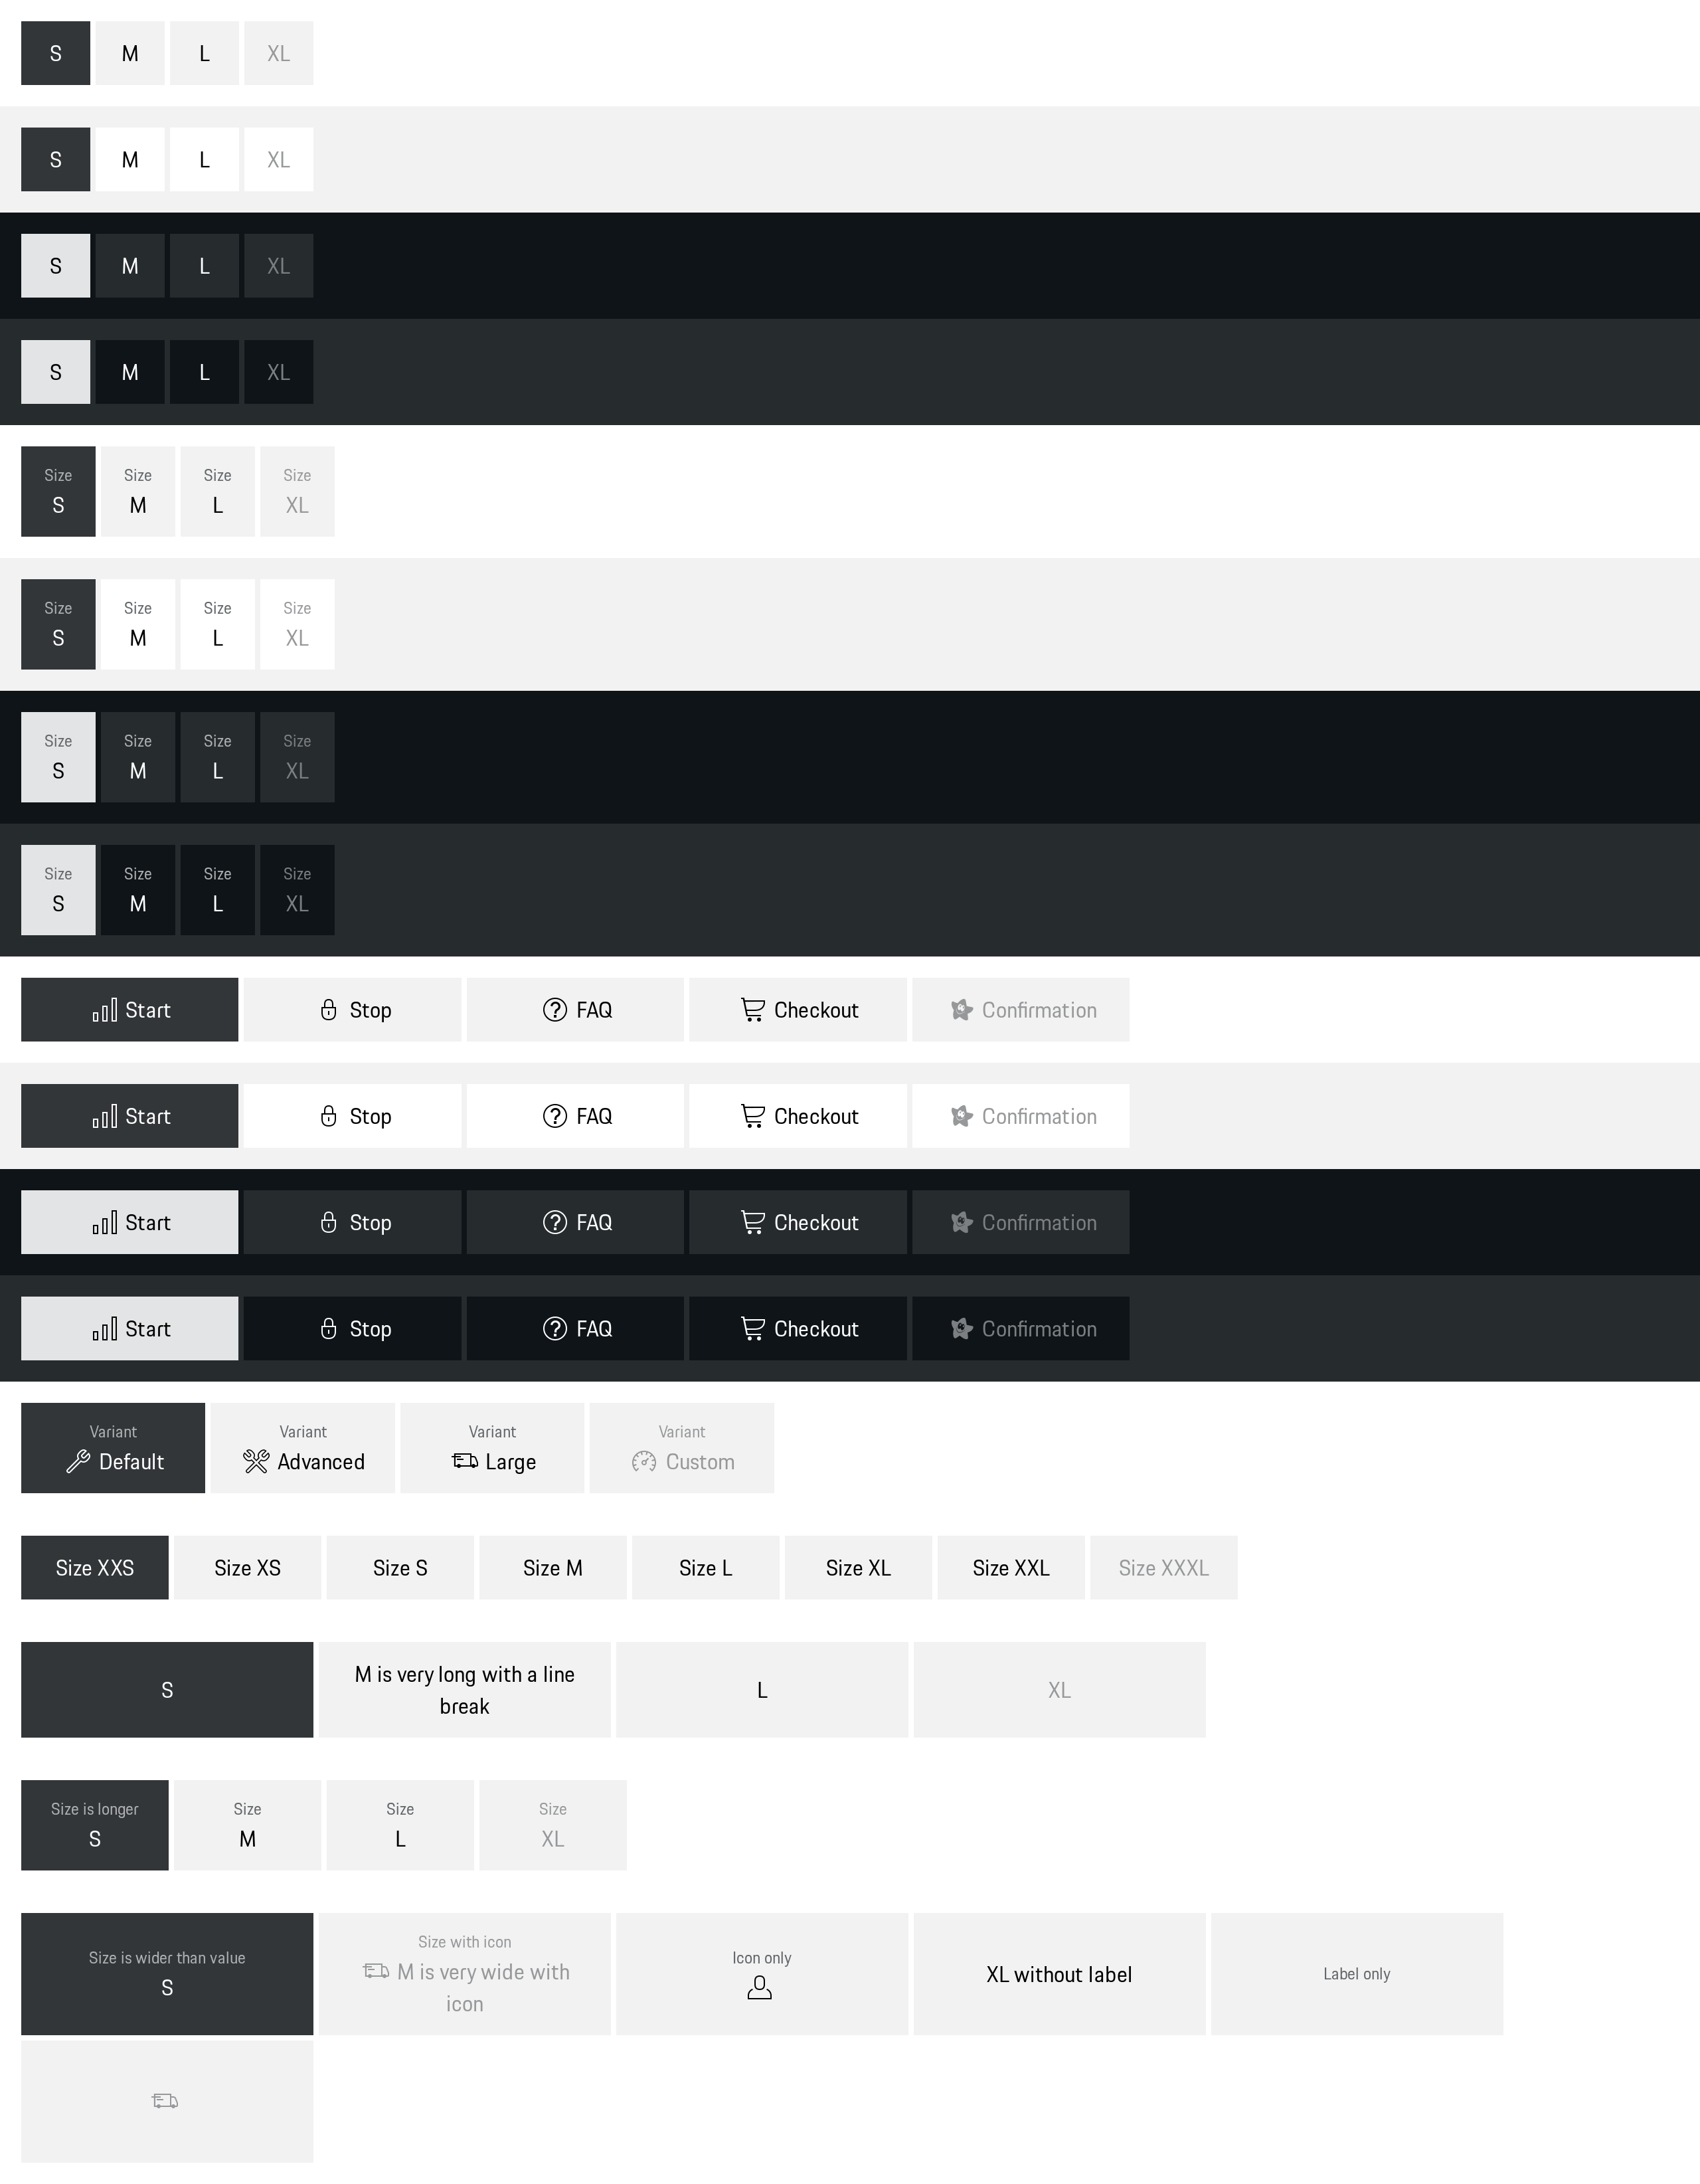 S M L XL
S M L XL
S M L XL
S M L XL
Size Size Size Size
S M L XL
Size Size Size Size
S M L XL
Size Size Size Size
S M L XL
Size Size Size Size
S M L XL
Start Stop FAQ Checkout Confirmation
Start Stop FAQ Checkout Confirmation
Start Stop FAQ Checkout Confirmation
Start Stop FAQ Checkout Confirmation
Variant Variant Variant Variant
Default Advanced Large Custom
Size XXS Size XS Size S Size M Size L Size XL Size XXL Size XXXL
S
M is very long with a line
break
L
XL
Size is longer Size Size Size
S M L XL
Size is wider than value
S
Size with icon
M is very wide with
icon
Icon only
XL without label
Label only